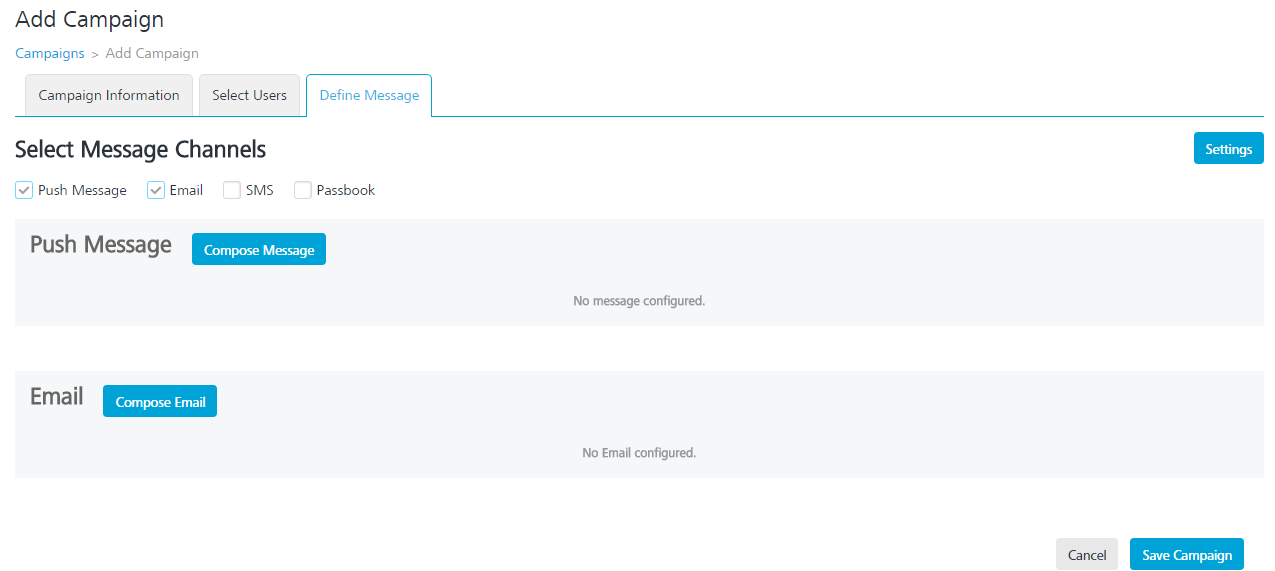 Add Campaign
Campaigns > Add Campaign
Campaign Information Select Users Define Message
Select Message Channels Settings
Push Message Email SMS Passbook
Push Message Compose Message
No message configured.
Email Compose Email
No Email configured.
Cancel Save Campaign